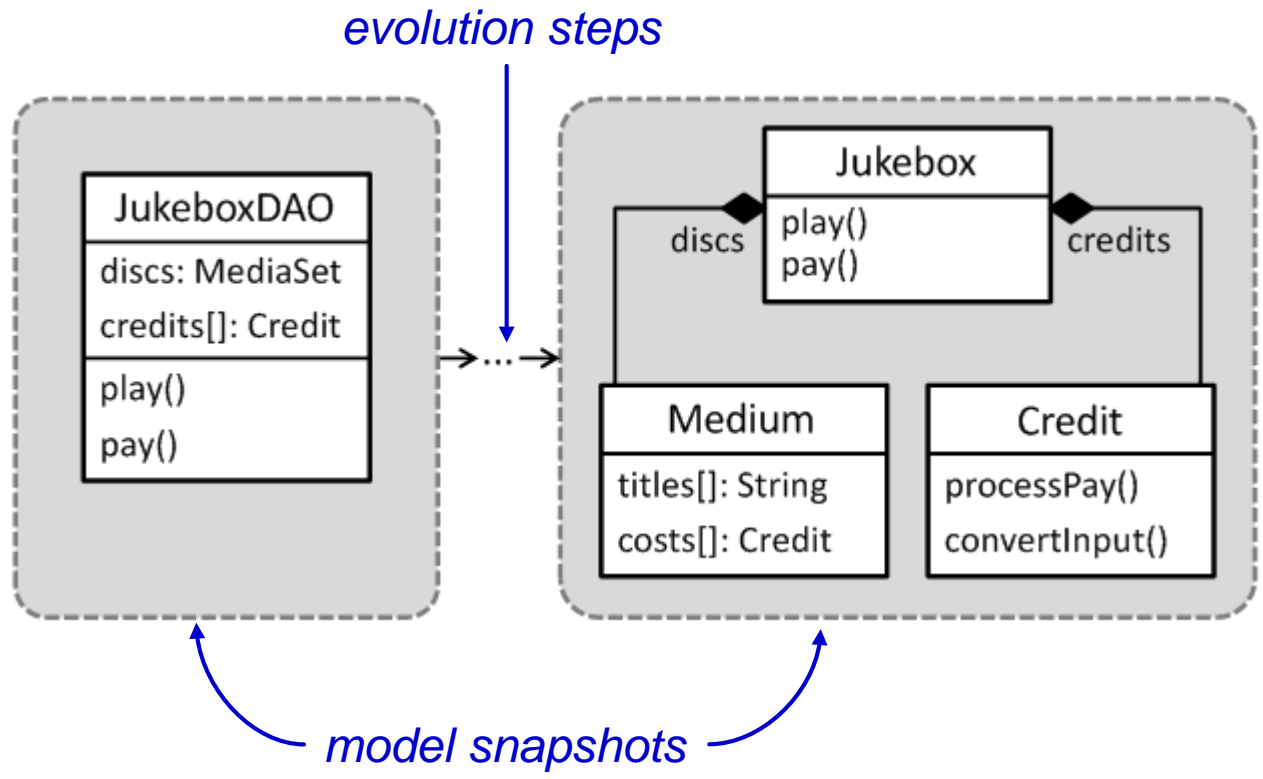 evolution steps
JukeboxDAO
discs: MediaSet
credits[]: Credit
play()
pay()
...
Jukebox
play()
pay()
discs
credits
Medium
titles[]: String
costs[]: Credit
Credit
processPay()
convertInput()
model snapshots